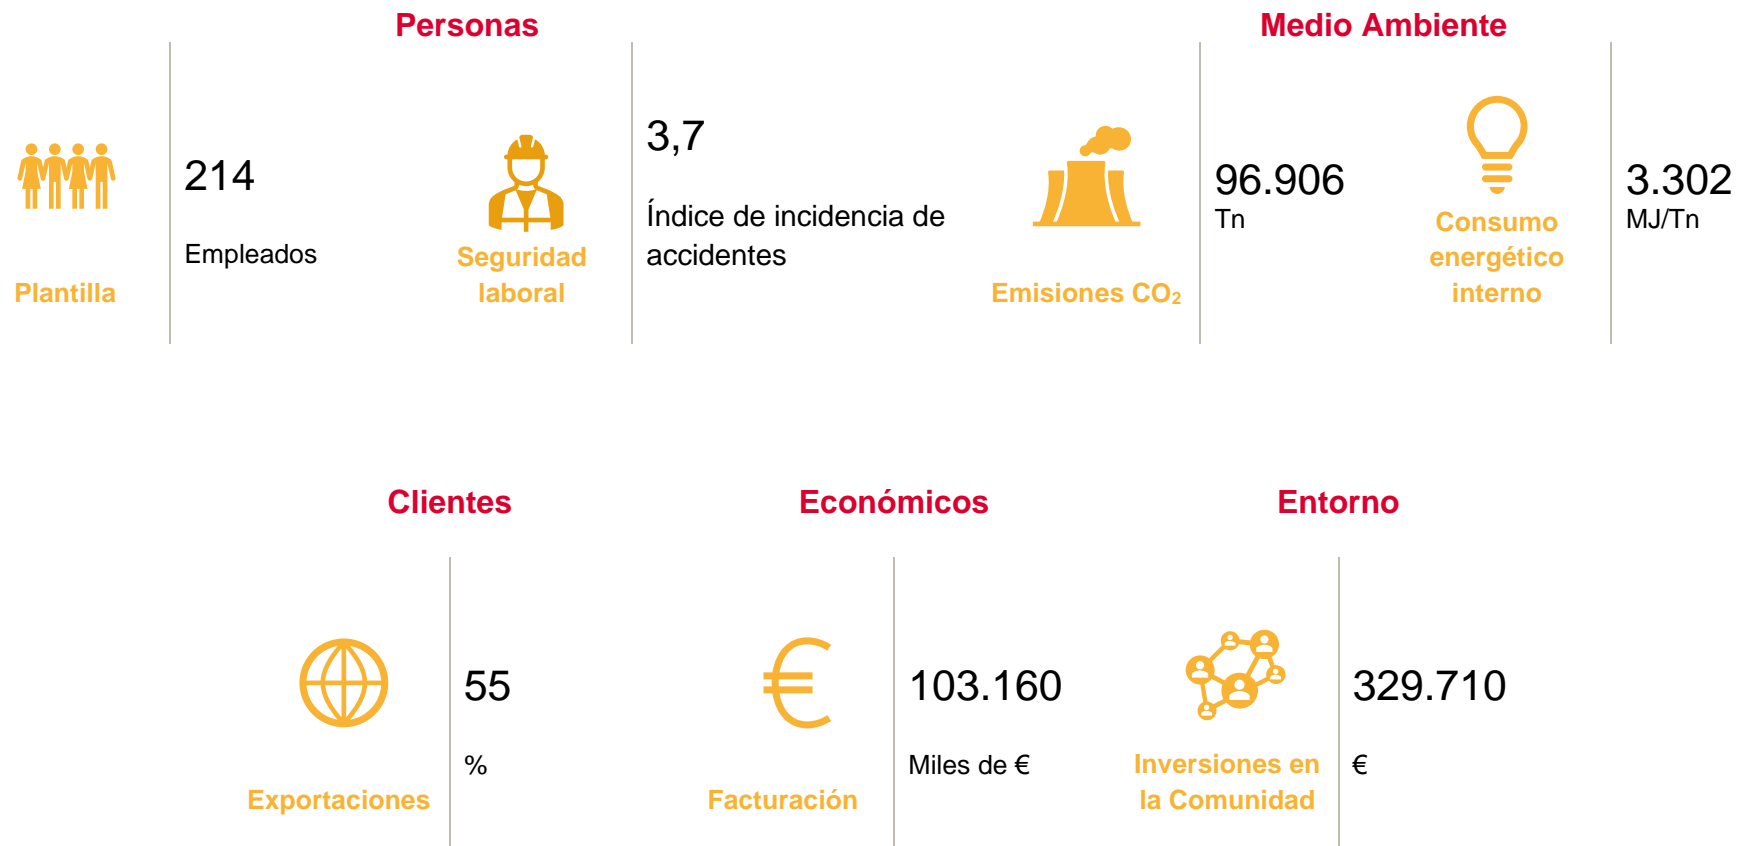 Personas
Medio Ambiente
Plantilla
214
Empleados
Seguridad
laboral
3,7
Índice de incidencia de
accidentes
Emisiones CO₂
96.906
Tn
Consumo
energético
interno
3.302
MJ/Tn
Clientes
Económicos
Entorno
Exportaciones
55
%
Facturación
103.160
Miles de €
Inversiones en
la Comunidad
329.710
€